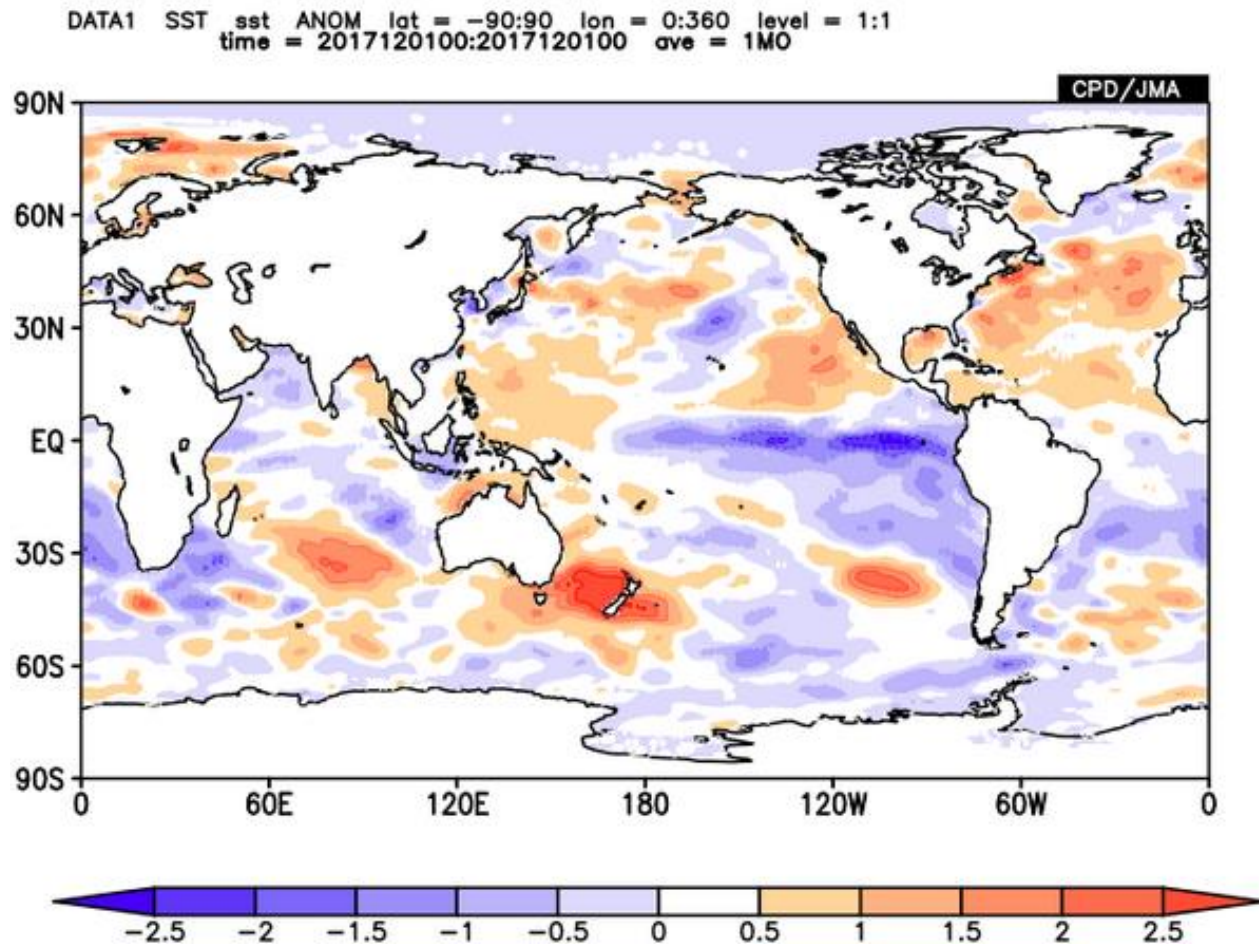 DATA1 SST sst ANOM lat = -90:90 lon = 0:360 level = 1:1
time = 2017120100:2017120100 ave = 1MO
CPD/JMA
90N
60N
30N
EQ
30S
60S
90S
0 60E 120E 180 120W 60W 0
-2.5 -2 -1.5 -1 -0.5 0 0.5 1 1.5 2 2.5